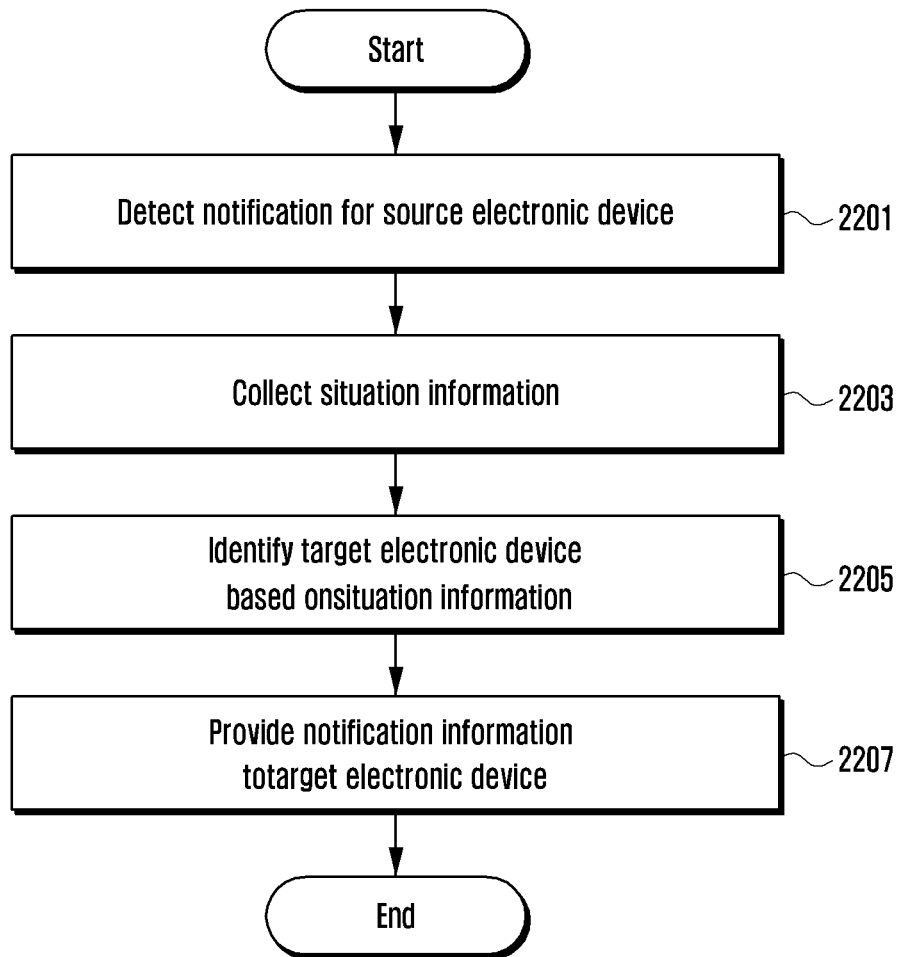 Start
Detect notification for source electronic device
2201
Collect situation information
2203
Identify target electronic device
based onsituation information
2205
Provide notification information
totarget electronic device
2207
End